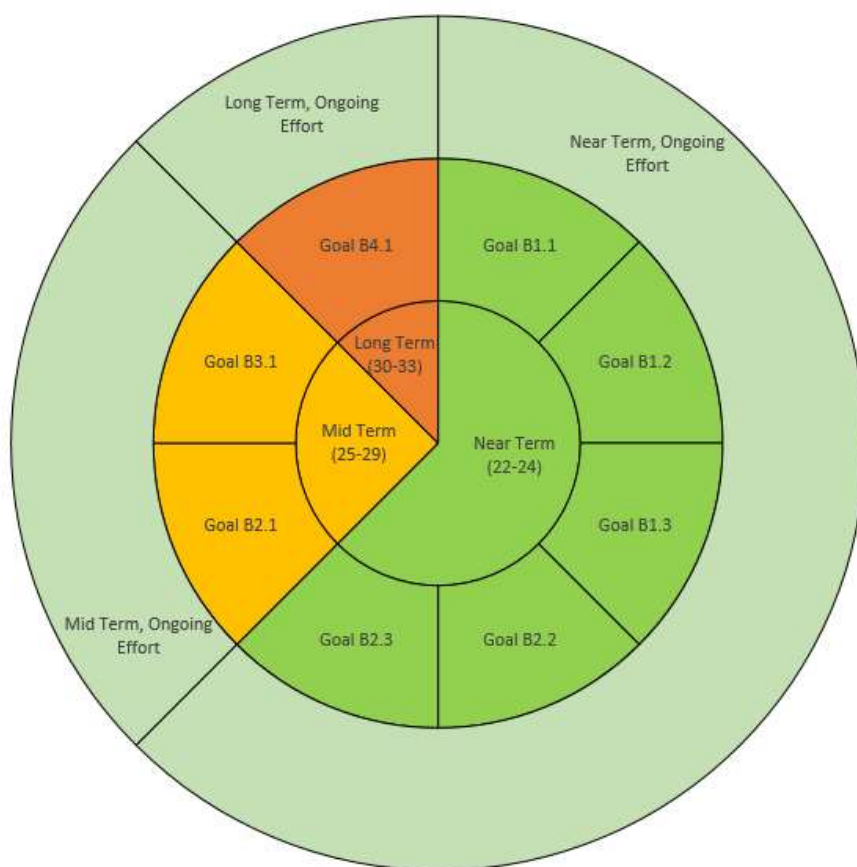 Long Term, Ongoing
Effort
Near Term, Ongoing
Effort
Goal B4.1
Goal B1.1
Long Term
(30-33)
Goal B3.1
Goal B1.2
Mid Term
(25-29)
Near Term
(22-24)
Goal B2.1
Goal B1.3
Mid Term, Ongoing
Effort
Goal B2.3
Goal B2.2